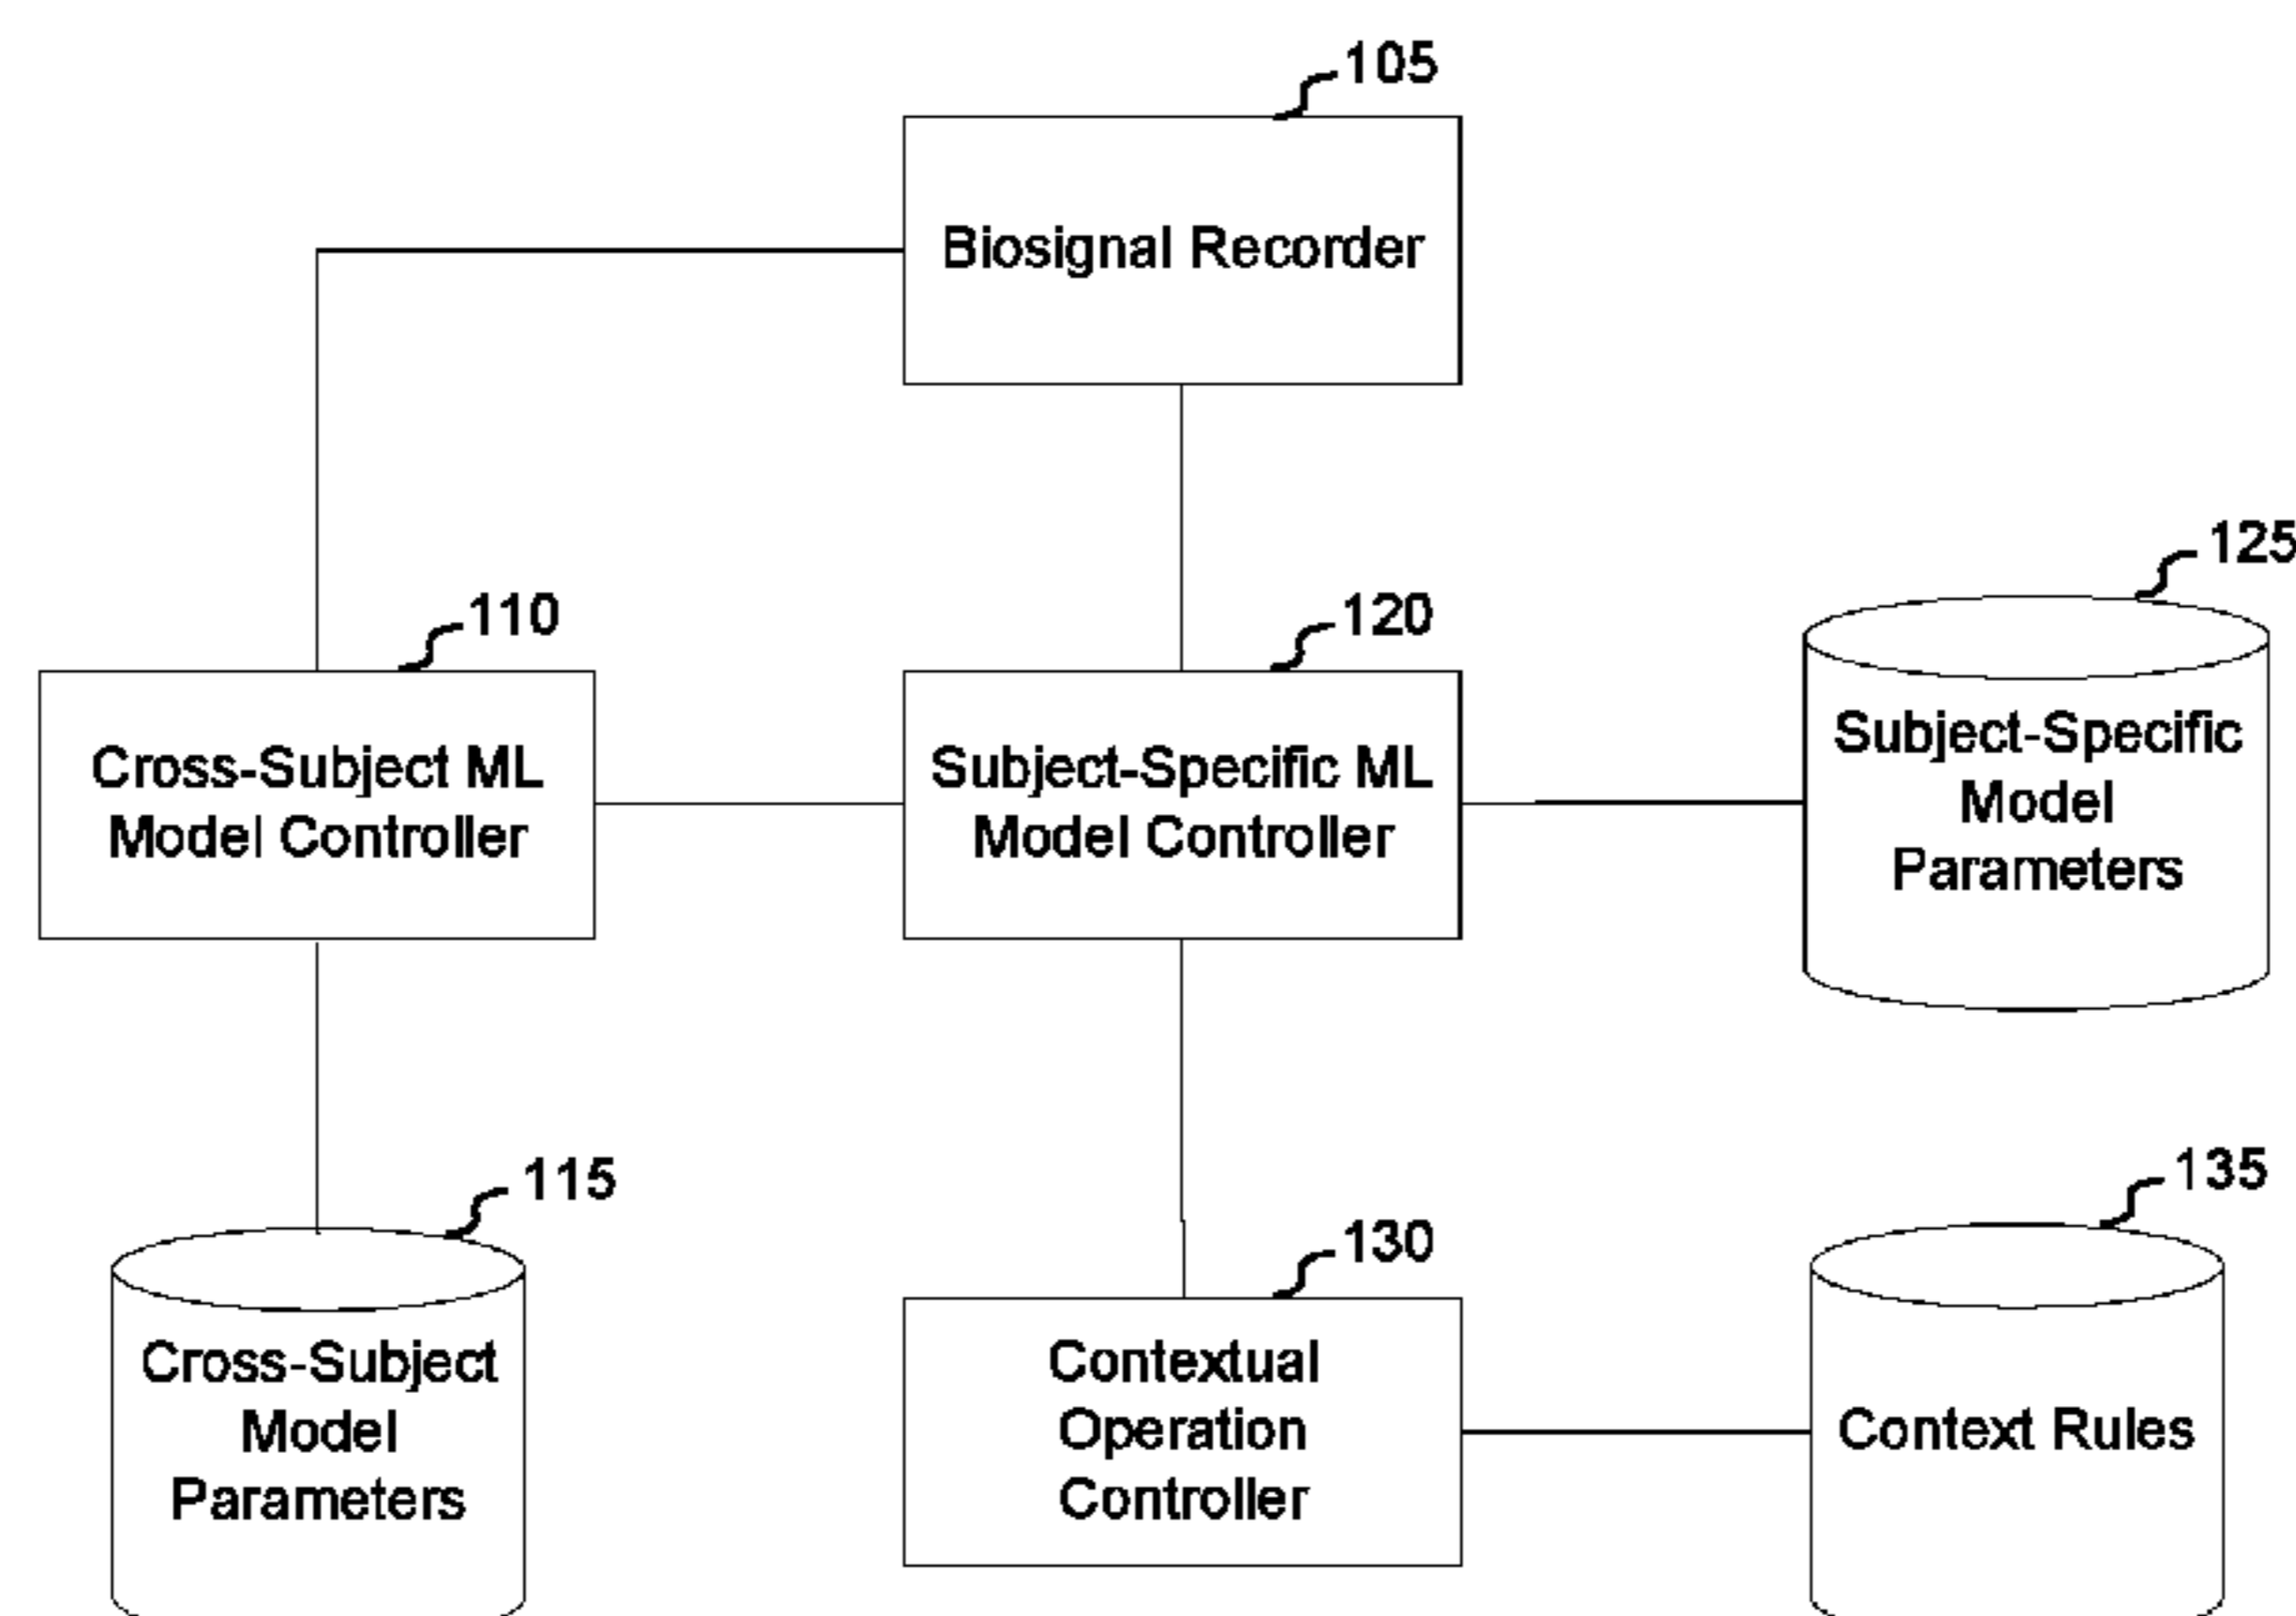 105
Biosignal Recorder
125
110
120
Cross-Subject ML
Model Controller
Subject-Specific ML
Model Controller
Subject-Specific
Model
Parameters
115
130
135
Cross-Subject
Model
Parameters
Contextual
Operation
Controller
Context Rules